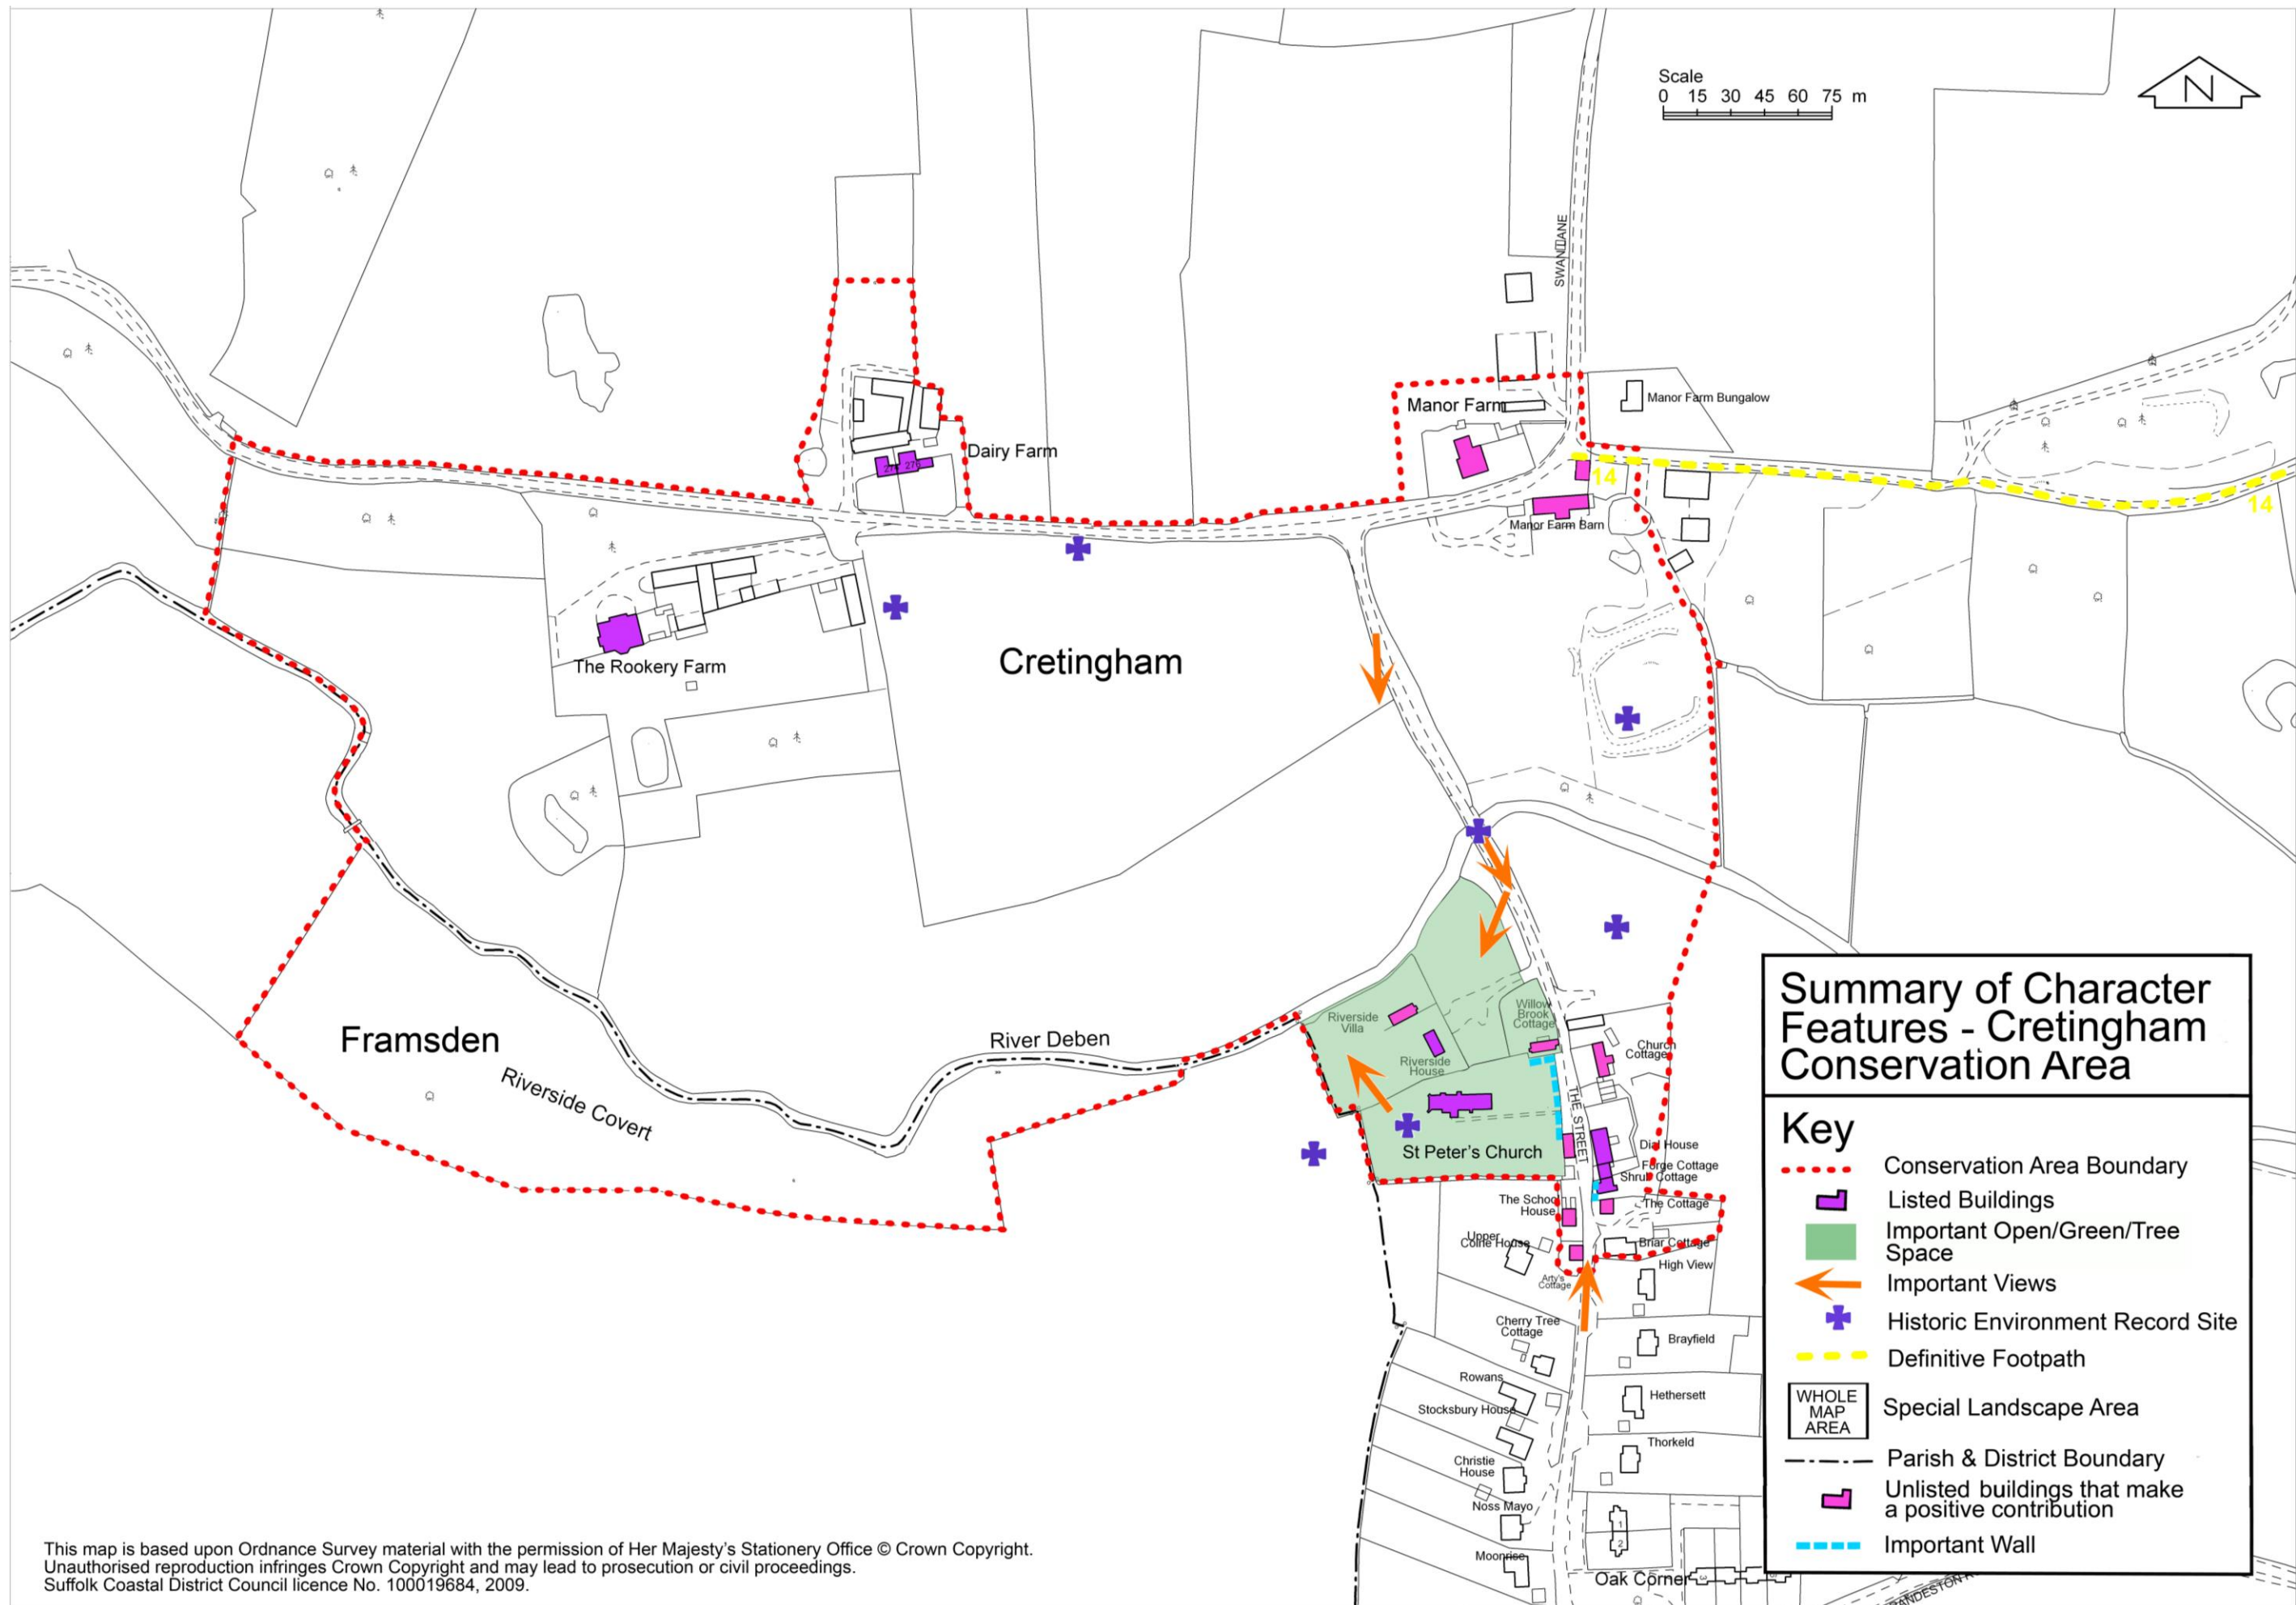 Scale
0 15 30 45 60 75 m
N
SWAN LANE
Manor Farm
Manor Farm Bungalow
Dairy Farm
14
14
Manor Farm Barn
The Rookery Farm
Cretingham
Framsden
Riverside Covert
River Deben
Riverside
Villa
Riverside
House
Willow
Brook
Cottage
Church
Cottage
THE STREET
St Peter's Church
Dial House
Forge Cottage
Shrub Cottage
The Cottage
The School
House
Upper
Colne House
Briar Cottage
High View
Arty's
Cottage
Cherry Tree
Cottage
Brayfield
Rowans
Hethersett
Stocksbury House
Thorkeld
Christie
House
Noss Mayo
1
2
Moonrise
Oak Corner
3
Summary of Character
Features - Cretingham
Conservation Area
Key
Conservation Area Boundary
Listed Buildings
Important Open/Green/Tree
Space
Important Views
Historic Environment Record Site
Definitive Footpath
WHOLE
MAP
AREA
Special Landscape Area
Parish & District Boundary
Unlisted buildings that make
a positive contribution
Important Wall
This map is based upon Ordnance Survey material with the permission of Her Majesty's Stationery Office © Crown Copyright.
Unauthorised reproduction infringes Crown Copyright and may lead to prosecution or civil proceedings.
Suffolk Coastal District Council licence No. 100019684, 2009.